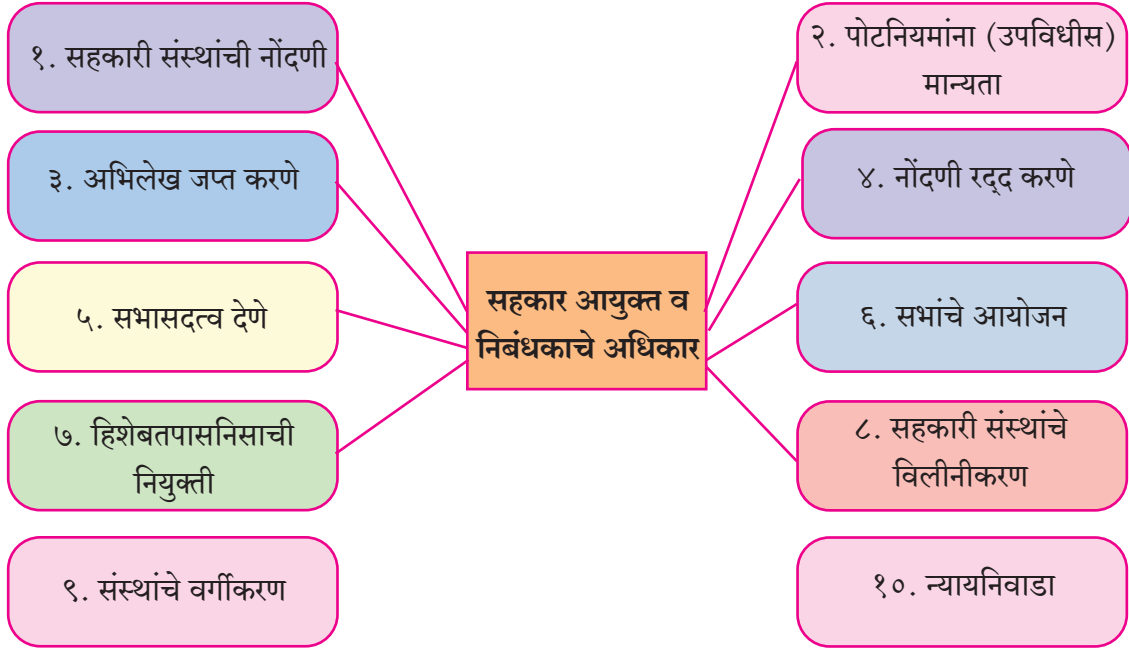 १. सहकारी संस्थांची नोंदणी
२. पोटनियमांना (उपविधीस)
मान्यता
३. अभिलेख जप्त करणे
४. नोंदणी रद्द करणे
सहकार आयुक्त व
निबंधकाचे अधिकार
५. सभासदत्व देणे
६. सभांचे आयोजन
७. हिशेबतपासनिसाची
नियुक्ती
८. सहकारी संस्थांचे
विलीनीकरण
९. संस्थांचे वर्गीकरण
१०. न्यायनिवाडा